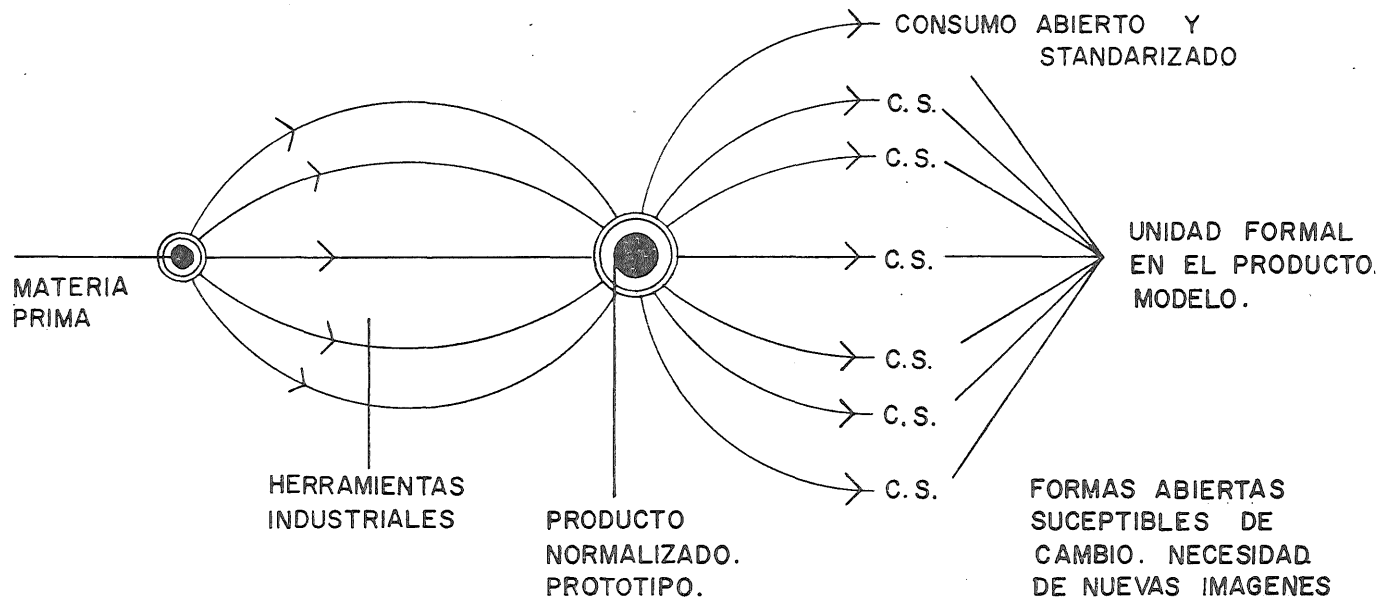 CONSUMO ABIERTO Y
STANDARIZADO
C.S.
C.S.
C.S.
C.S.
C.S.
C.S.
MATERIA
PRIMA
UNIDAD FORMAL
EN EL PRODUCTO.
MODELO.
HERRAMIENTAS
INDUSTRIALES
PRODUCTO
NORMALIZADO.
PROTOTIPO.
FORMAS ABIERTAS
SUCEPTIBLES DE
CAMBIO. NECESIDAD
DE NUEVAS IMAGENES